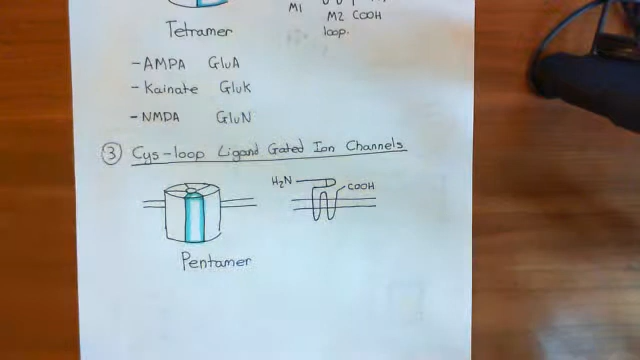 M1
M2 COOH
loop.
Tetramer
-AMPA GluA
-Kainate GluK
-NMDA GluN
③ Cys-loop Ligand Gated Ion Channels
H₂N
COOH
Pentamer